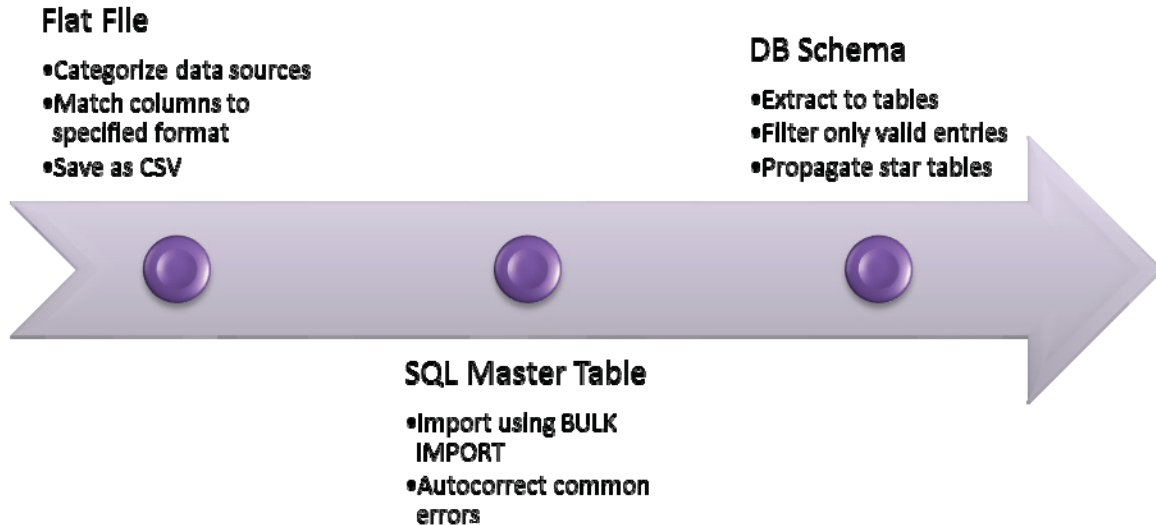 Flat File
•Categorize data sources
•Match columns to
specified format
•Save as CSV
SQL Master Table
•Import using BULK
IMPORT
•Autocorrect common
errors
DB Schema
•Extract to tables
•Filter only valid entries
•Propagate star tables